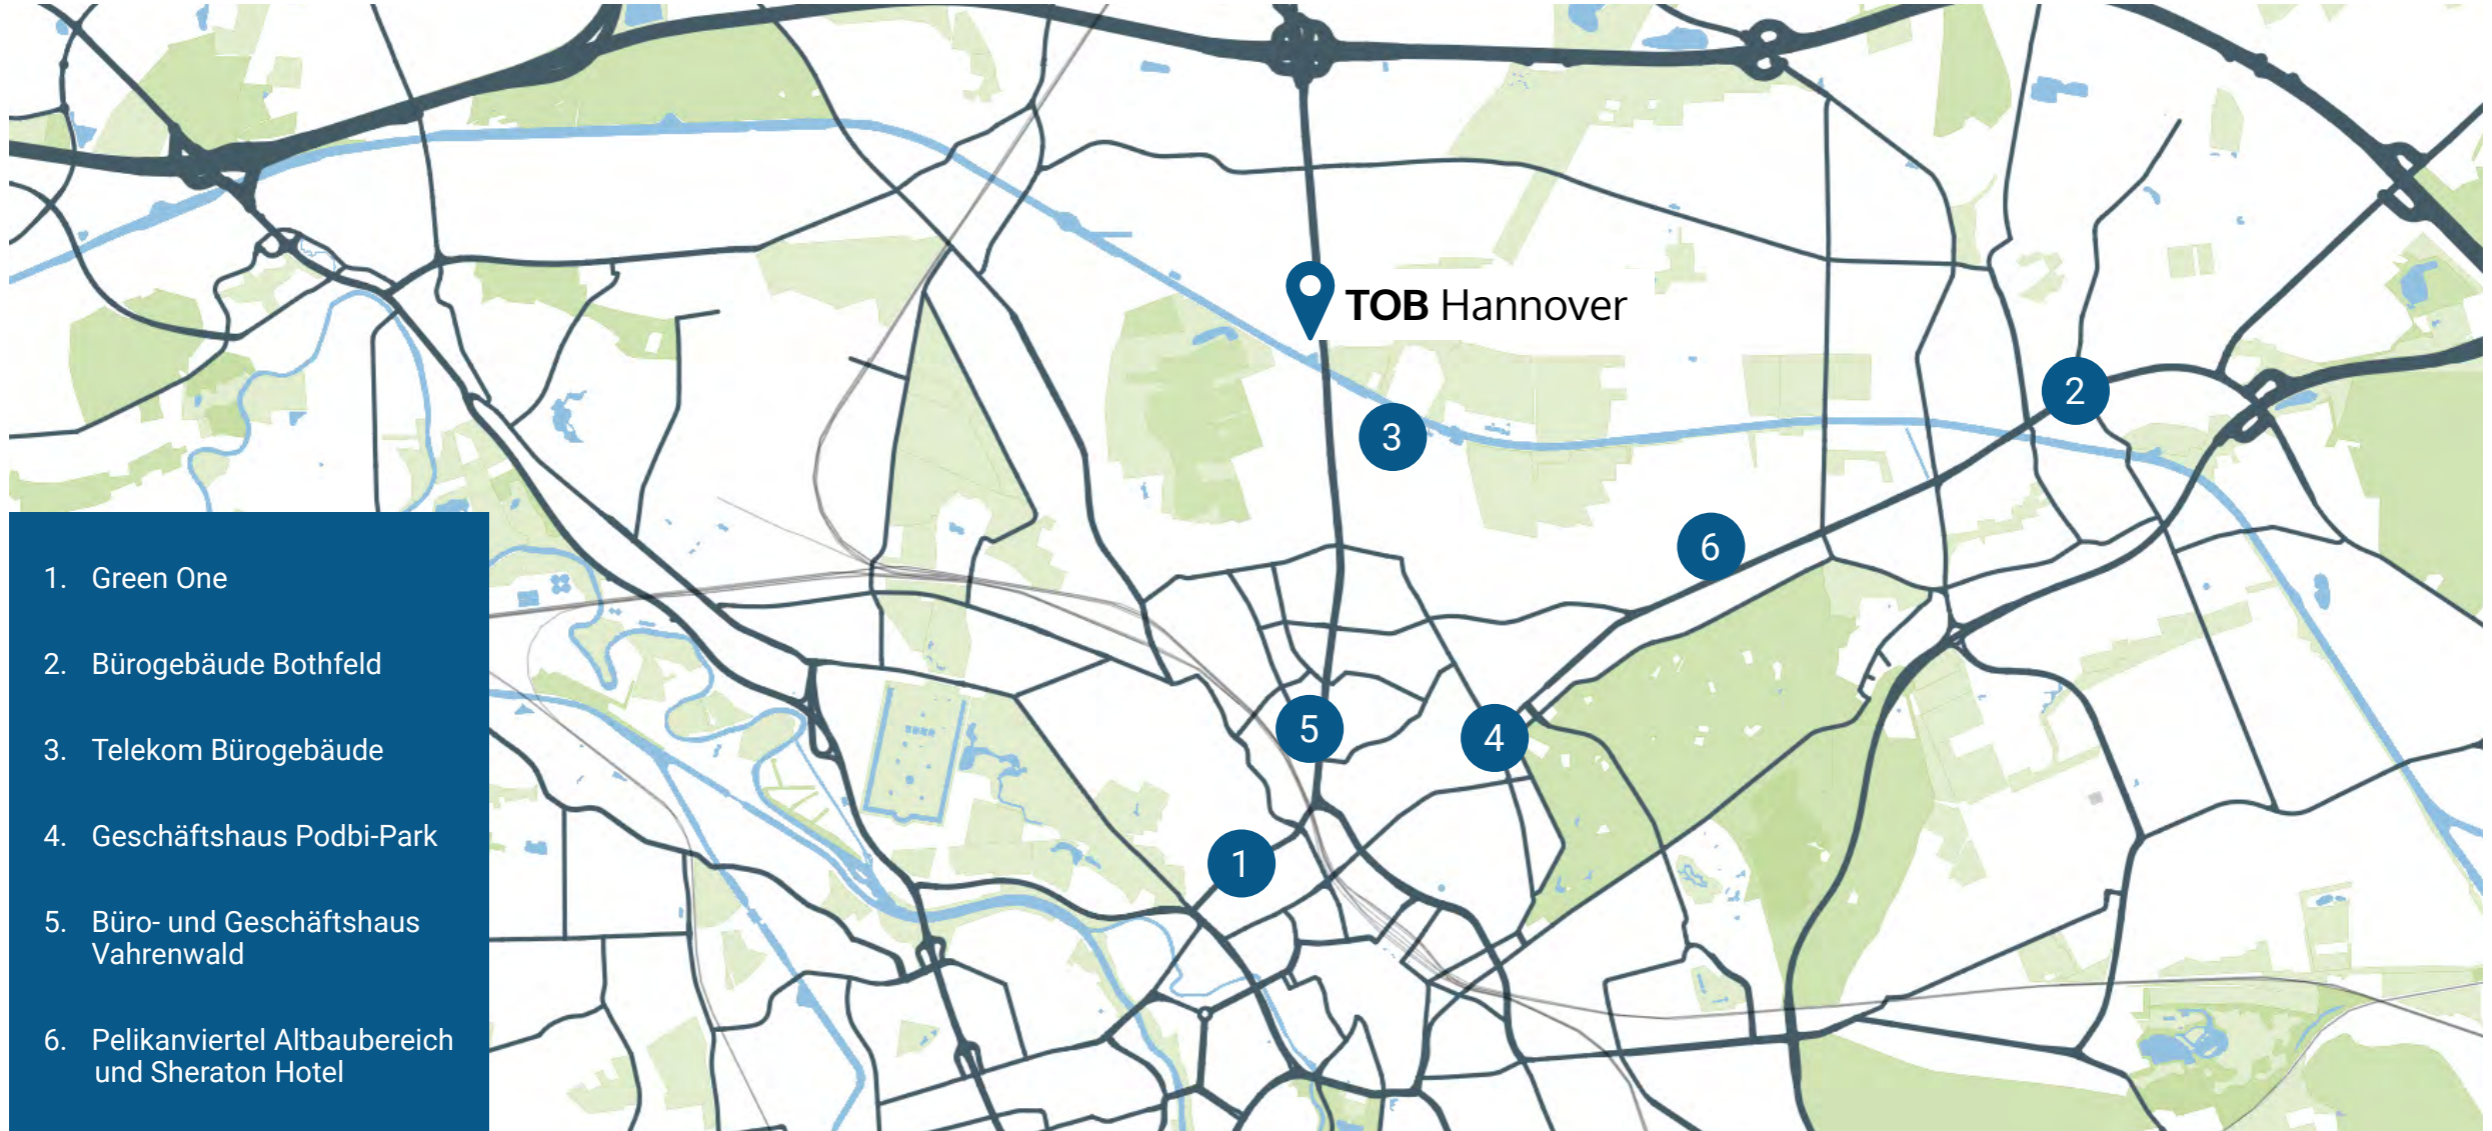 TOB Hannover
2
3
6
5
4
1
1. Green One
2. Bürogebäude Bothfeld
3. Telekom Bürogebäude
4. Geschäftshaus Podbi-Park
5. Büro- und Geschäftshaus
Vahrenwald
6. Pelikanviertel Altbaubereich
und Sheraton Hotel